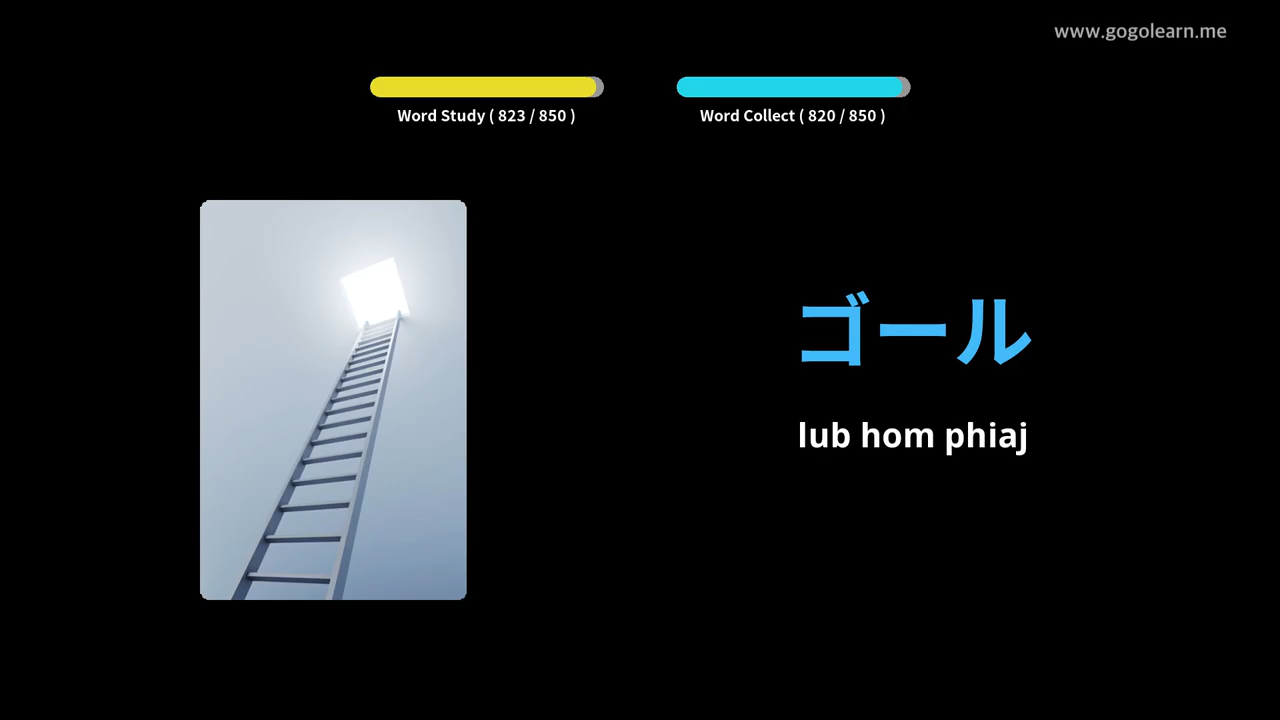 www.gogolearn.me
Word Study ( 823 / 850 )
Word Collect ( 820 / 850 )
ゴール
lub hom phiaj